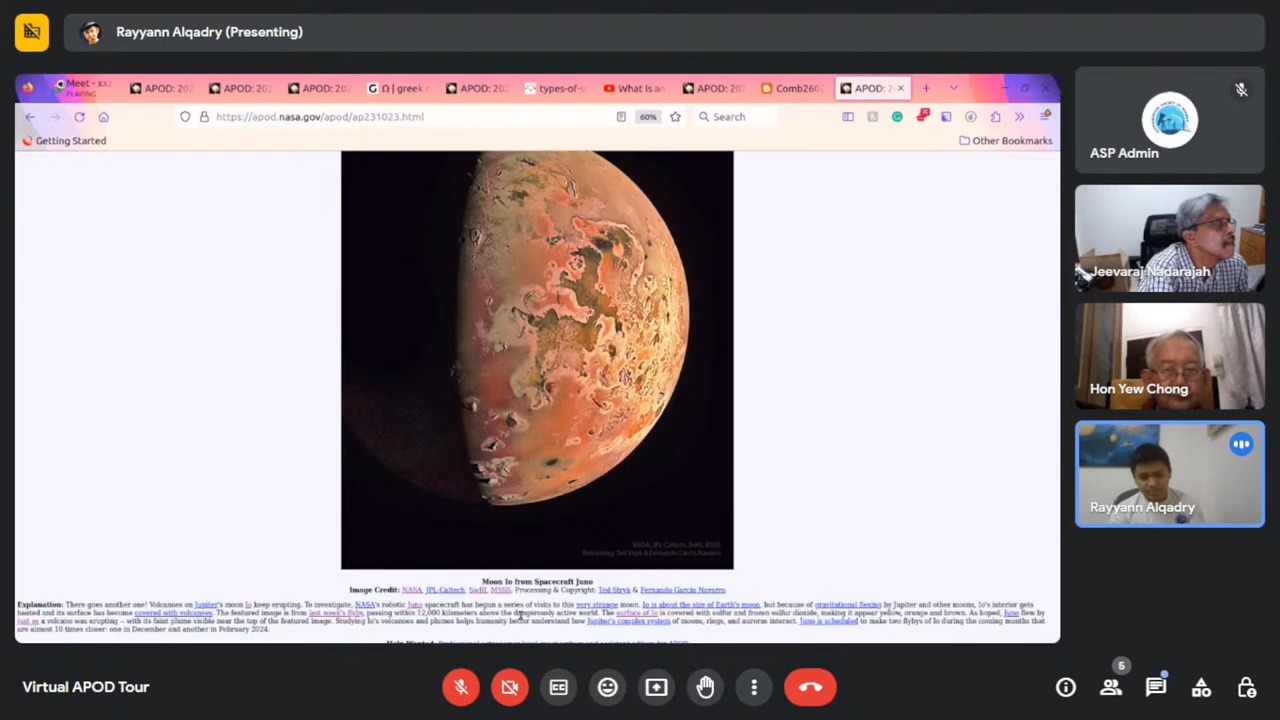 Rayyann Alqadry (Presenting)
Meet - xxz
PLAYING
APOD: 202
APOD: 202
APOD: 202
Ω | greek c
APOD: 202
types-of-s
What Is an
APOD: 202
Comb260
APOD: 2
https://apod.nasa.gov/apod/ap231023.html
60%
Search
Getting Started
Other Bookmarks
Moon Io from Spacecraft Juno
Image Credit: NASA, JPL-Caltech, SwRI, MSSS; Processing & Copyright: Ted Stryk & Fernando García Navarro
Explanation: There goes another one! Volcanoes on Jupiter's moon Io keep erupting. To investigate, NASA's robotic Juno spacecraft has begun a series of visits to this very strange moon. Io is about the size of Earth's moon, but because of gravitational flexing by Jupiter and other moons, Io's interior gets
heated and its surface has become covered with volcanoes. The featured image is from last week's flyby, passing within 12,000 kilometers above the dangerously active world. The surface of Io is covered with sulfur and frozen sulfur dioxide, making it appear yellow, orange and brown. As hoped, Juno flew by
just as a volcano was erupting -- with its faint plume visible near the top of the featured image. Studying Io's volcanoes and plumes helps humanity better understand how Jupiter's complex system of moons, rings, and auroras interact. Juno is scheduled to make two flybys of Io during the coming months that
are almost 10 times closer: one in December and another in February 2024.
ASP Admin
Jeevaraj Nadarajah
Hon Yew Chong
Rayyann Alqadry
Virtual APOD Tour
5